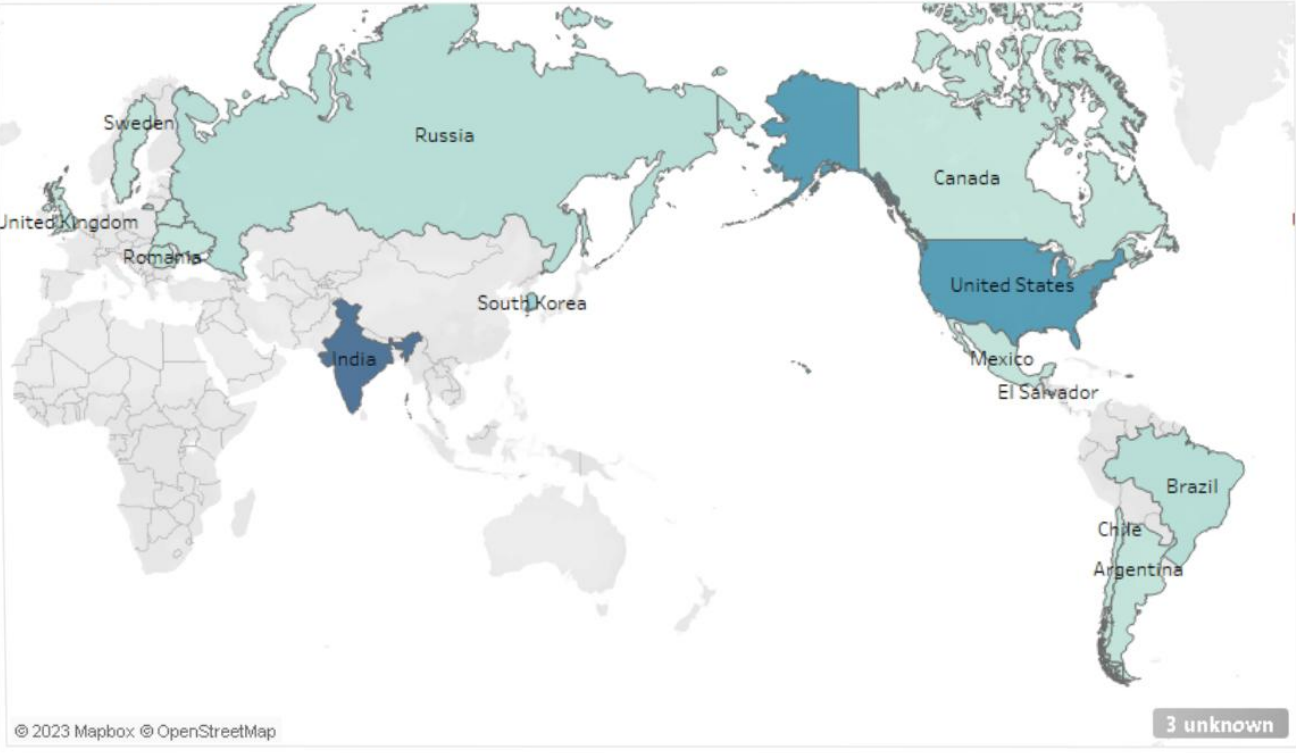 Sweden
Russia
Canada
United Kingdom
Romania
United States
South Korea
India
Mexico
El Salvador
Brazil
Chile
Argentina
© 2023 Mapbox © OpenStreetMap
3 unknown